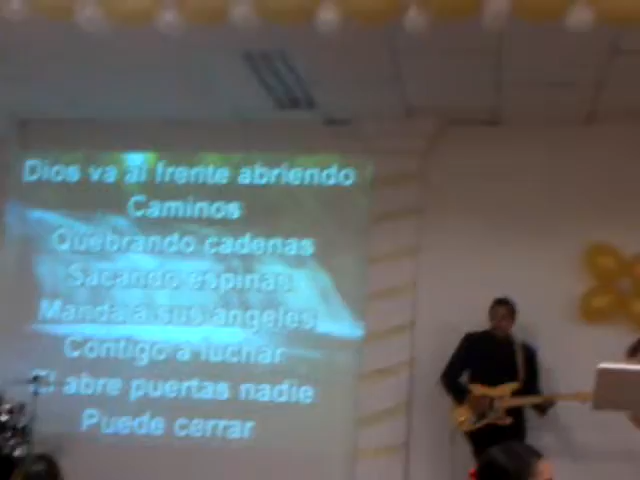 Dios va al frente abriendo
Caminos
Quebrando cadenas
Sacando espinas
Manda a sus angeles
Contigo a luchar
El abre puertas nadie
Puede cerrar